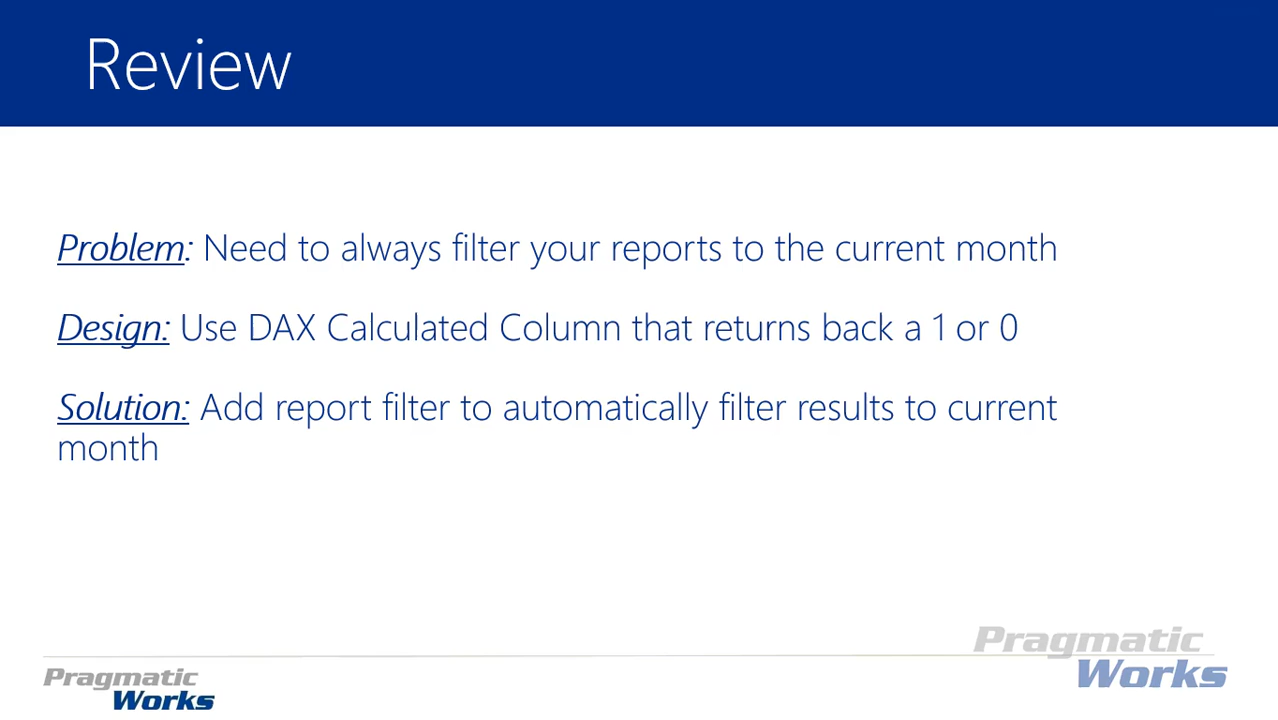 Review
Problem: Need to always filter your reports to the current month
Design: Use DAX Calculated Column that returns back a 1 or 0
Solution: Add report filter to automatically filter results to current
month
Pragmatic
Works
Pragmatic
Works